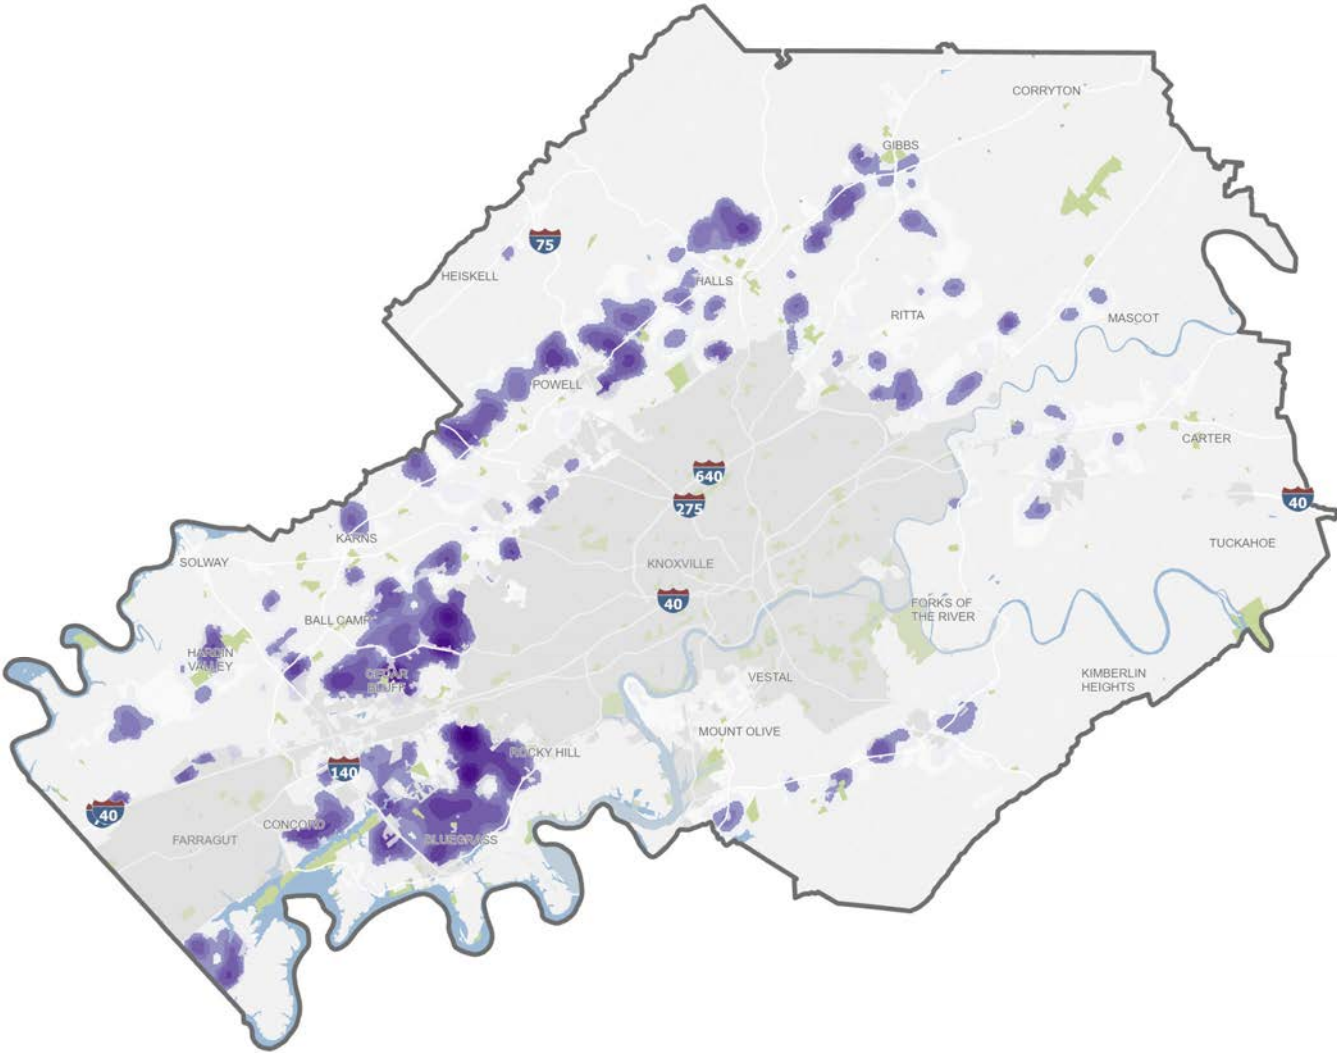 CORRYTON
GIBBS
75
HEISKELL
HALLS
RITTA
MASCOT
POWELL
CARTER
640
275
40
KARNS
SOLWAY
TUCKAHOE
KNOXVILLE
40
BALL CAMP
FORKS OF
THE RIVER
HARDIN
VALLEY
CEDAR
BLUFF
VESTAL
KIMBERLIN
HEIGHTS
MOUNT OLIVE
ROCKY HILL
140
40
CONCORD
FARRAGUT
BLUEGRASS